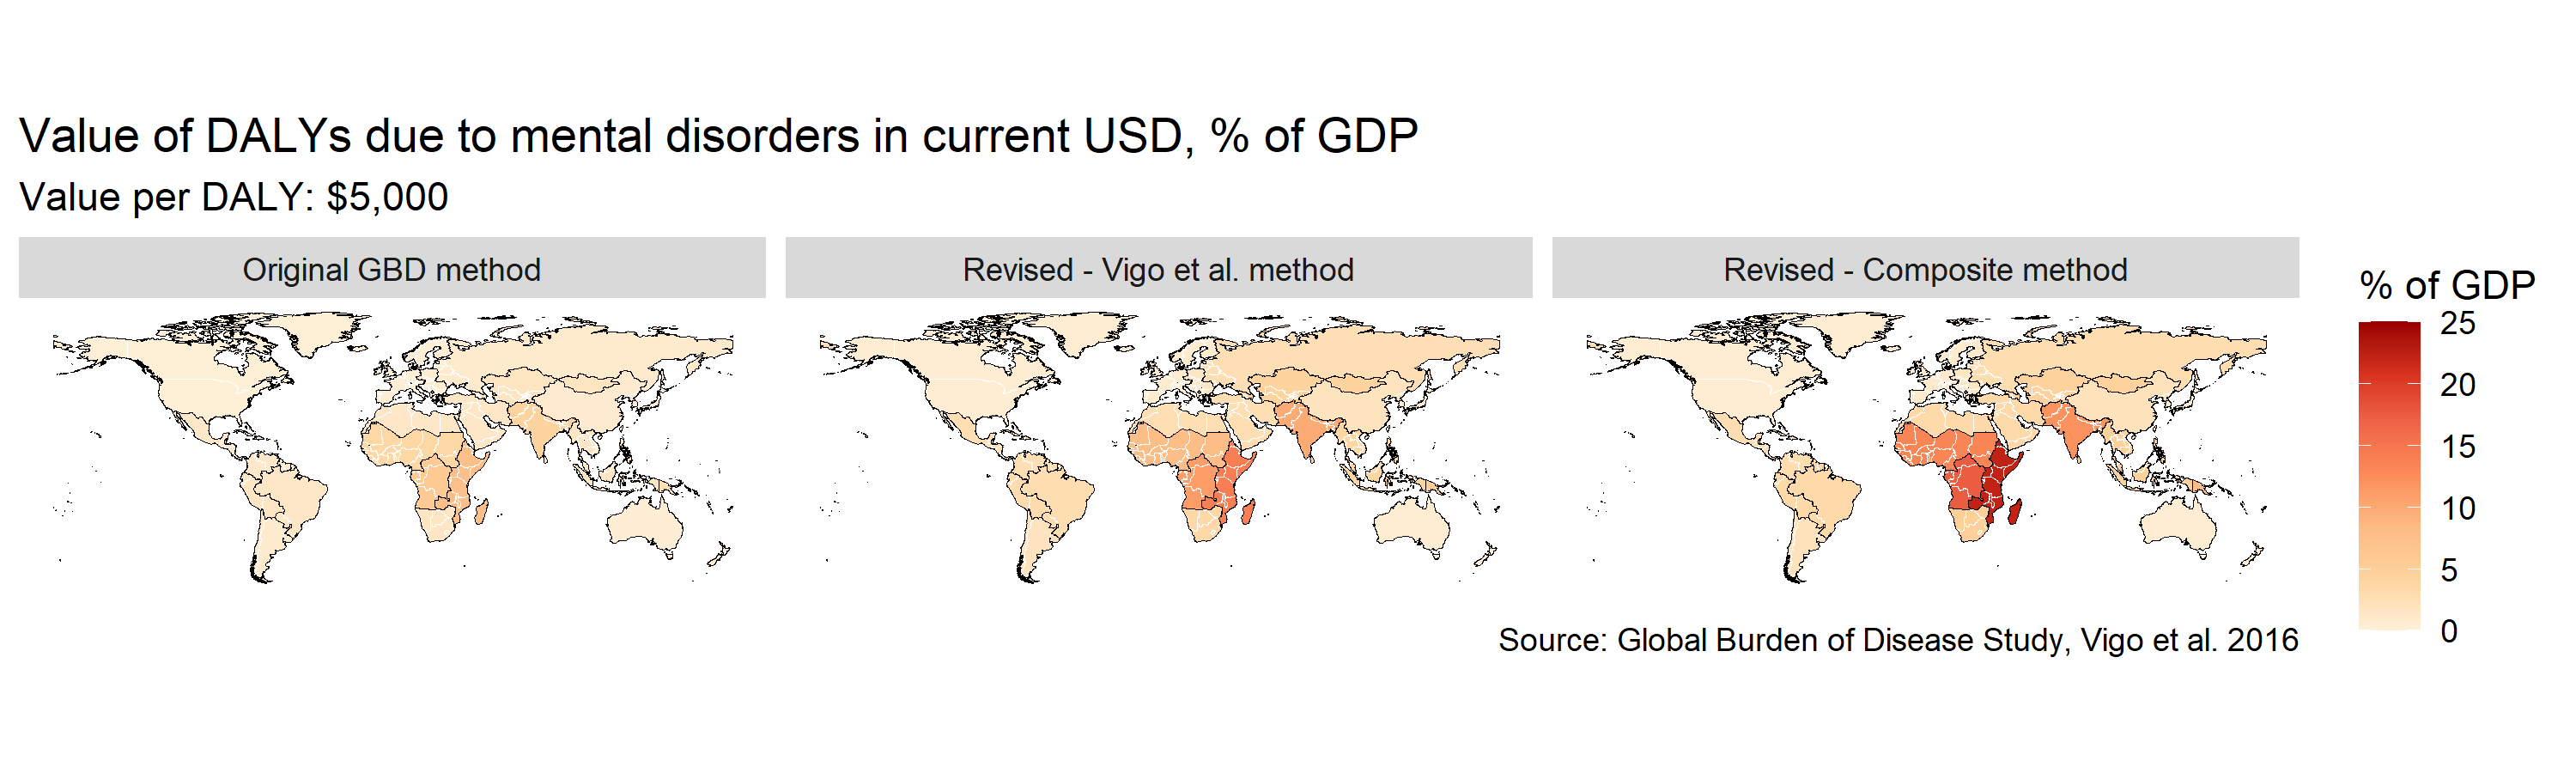 Value of DALYs due to mental disorders in current USD, % of GDP
Value per DALY: $5,000
Original GBD method
Revised - Vigo et al. method
Revised - Composite method
% of GDP
25
20
15
10
5
0
Source: Global Burden of Disease Study, Vigo et al. 2016